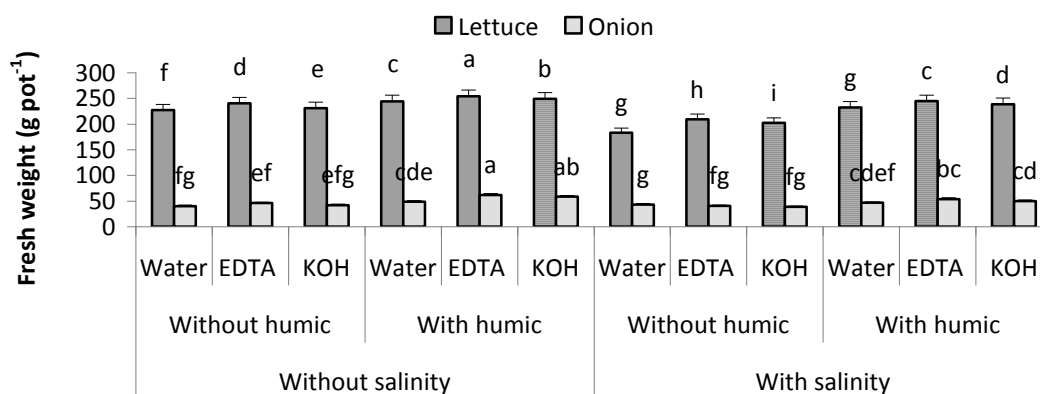 Lettuce Onion
Fresh weight (g pot-1)
300
250
200
150
100
50
0
f d e c a b g h i g c d
fg ef efg cde a ab g fg fg cdef bc cd
Water EDTA KOH Water EDTA KOH Water EDTA KOH Water EDTA KOH
Without humic With humic Without humic With humic
Without salinity With salinity